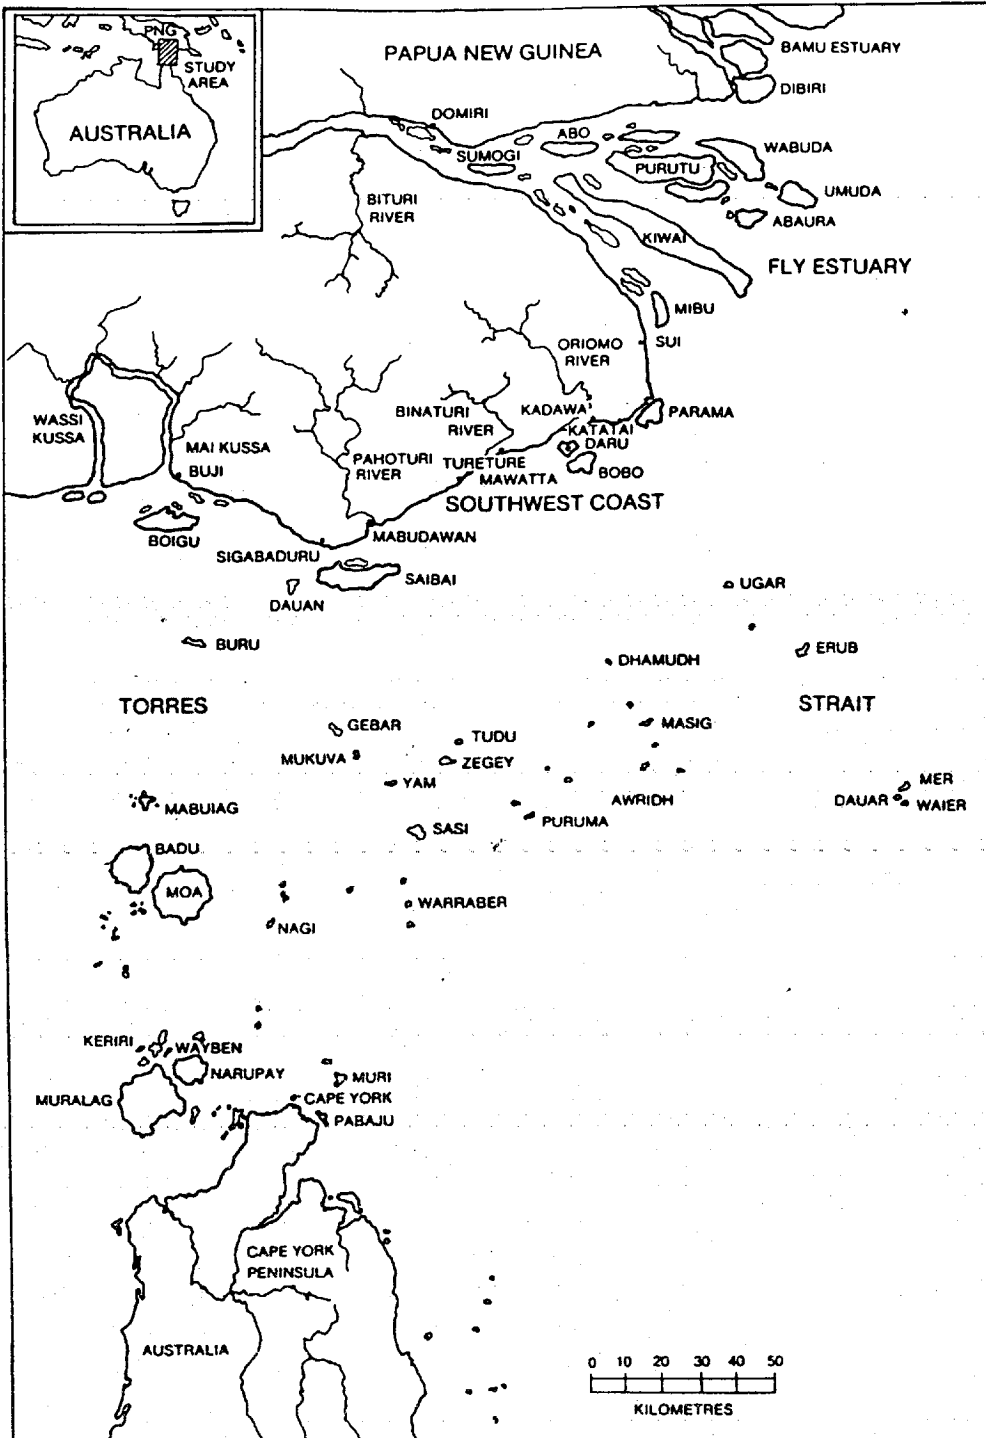 PNG
STUDY
AREA
AUSTRALIA
PAPUA NEW GUINEA
BAMU ESTUARY
DIBIRI
DOMIRI
ABO
SUMOGI
WABUDA
PURUTU
UMUDA
ABAURA
BITURI
RIVER
KIWAI
FLY ESTUARY
MIBU
SUI
ORIOMO
RIVER
WASSI
KUSSA
BINATURI
RIVER
KADAWA
PARAMA
KATATAI
DARU
MAI KUSSA
PAHOTURI
RIVER
TURETURE
MAWATTA
BOBO
BUJI
SOUTHWEST COAST
BOIGU
MABUDAWAN
SIGABADURU
SAIBAI
DAUAN
UGAR
BURU
ERUB
DHAMUDH
TORRES
STRAIT
GEBAR
MASIG
TUDU
MUKUVA
ZEGEY
YAM
MER
AWRIDH
DAUAR
WAIER
MABUIAG
PURUMA
SASI
BADU
MOA
WARRABER
NAGI
KERIRI
WAYBEN
NARUPAY
MURI
MURALAG
CAPE YORK
PABAJU
CAPE YORK
PENINSULA
AUSTRALIA
0 10 20 30 40 50
KILOMETRES